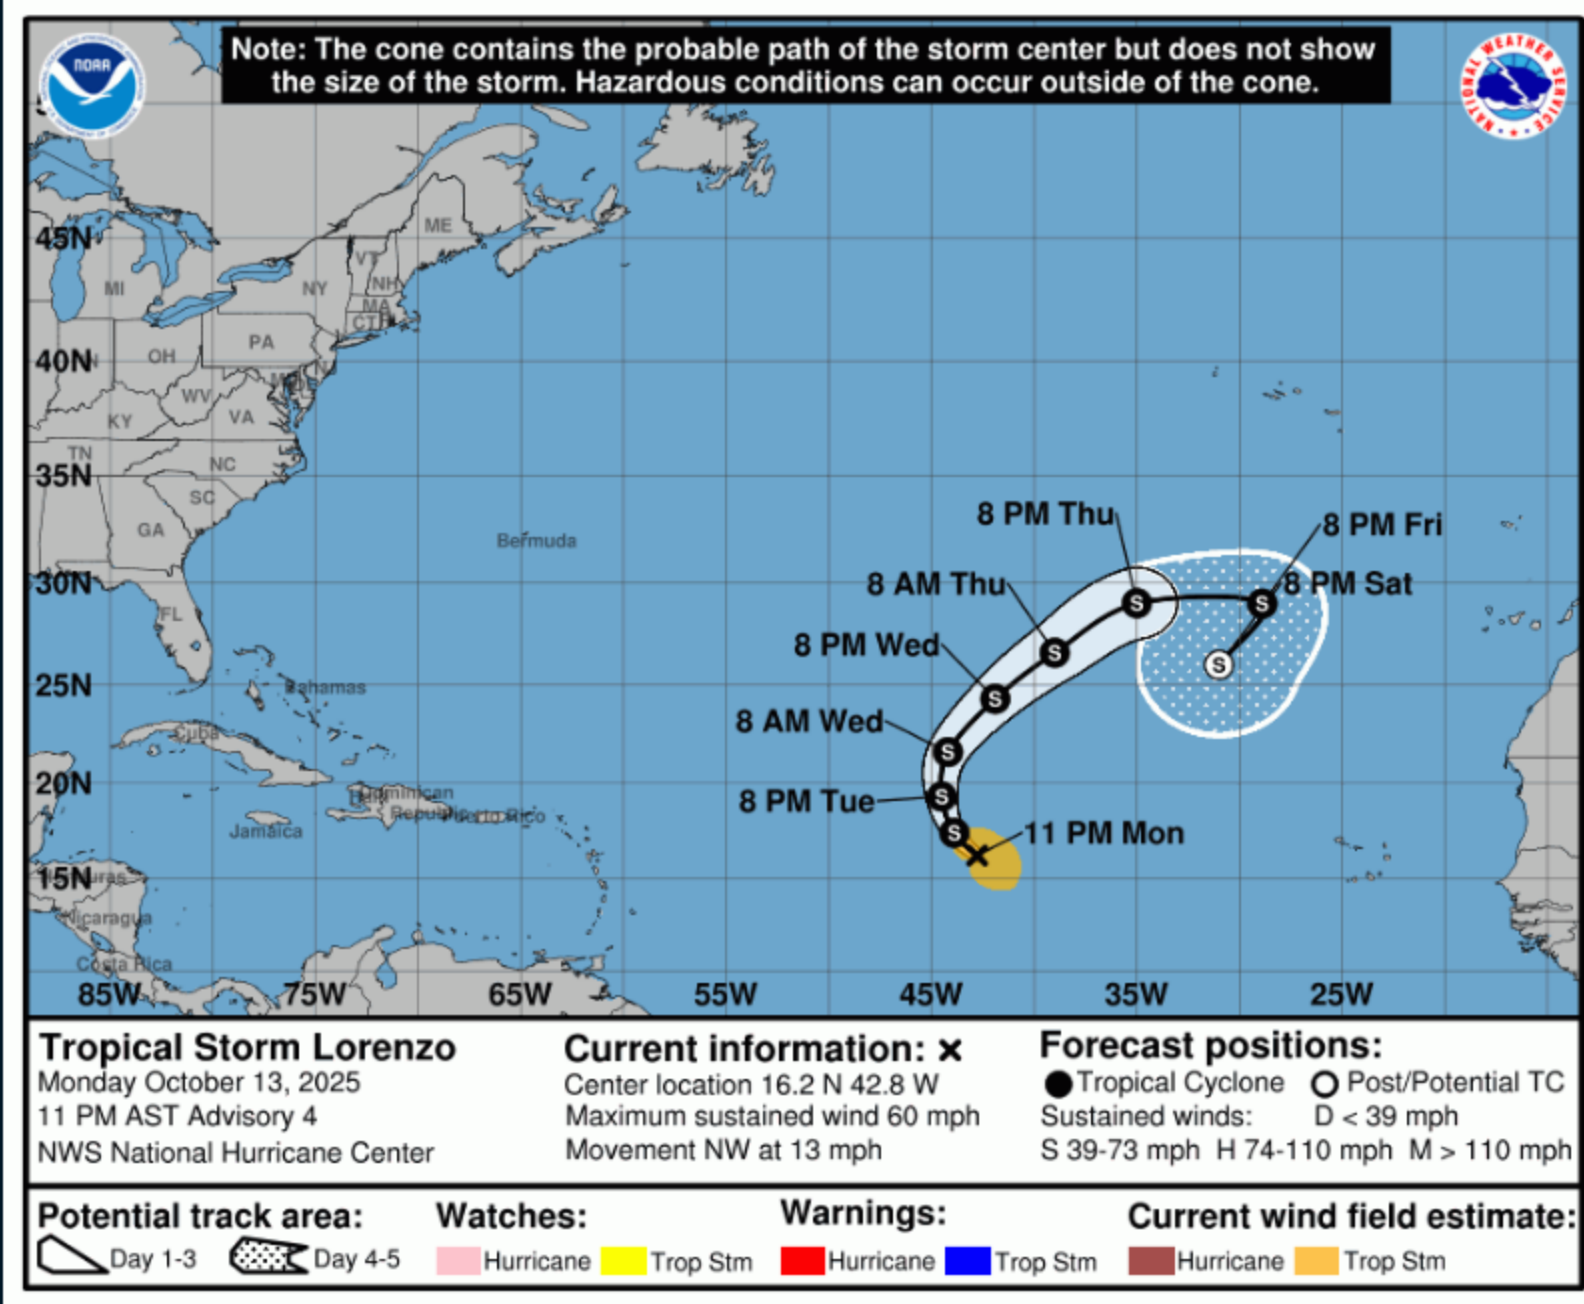 Note: The cone contains the probable path of the storm center but does not show
the size of the storm. Hazardous conditions can occur outside of the cone.
NOAA
NATIONAL WEATHER SERVICE
45N
40N
35N
30N
25N
20N
15N
ME
VT
NH
MA
CT
NY
MI
PA
OH
WV
VA
KY
TN
NC
SC
GA
FL
Bermuda
Bahamas
Cuba
Dominican
Republic
Puerto Rico
Jamaica
Honduras
Nicaragua
Costa Rica
8 PM Thu
8 PM Fri
8 AM Thu
8 PM Sat
8 PM Wed
8 AM Wed
8 PM Tue
11 PM Mon
S
S
S
S
S
S
S
S
85W 75W 65W 55W 45W 35W 25W
Tropical Storm Lorenzo
Monday October 13, 2025
11 PM AST Advisory 4
NWS National Hurricane Center
Current information: ×
Center location 16.2 N 42.8 W
Maximum sustained wind 60 mph
Movement NW at 13 mph
Forecast positions:
Tropical Cyclone Post/Potential TC
Sustained winds: D < 39 mph
S 39-73 mph H 74-110 mph M > 110 mph
Potential track area:
Day 1-3 Day 4-5
Watches:
Hurricane Trop Stm
Warnings:
Hurricane Trop Stm
Current wind field estimate:
Hurricane Trop Stm